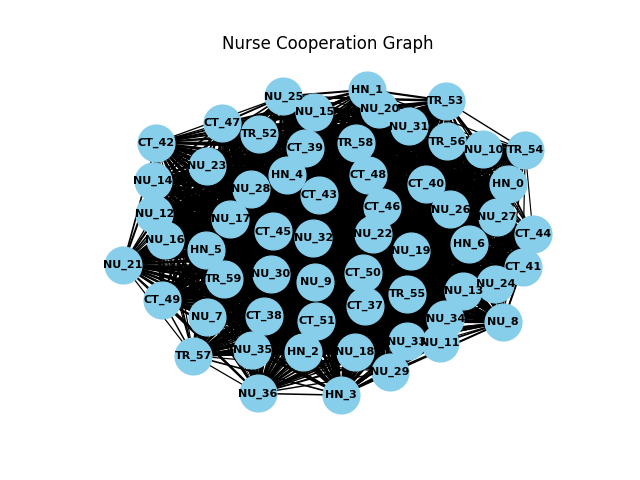 Nurse Cooperation Graph
HN_1
NU_25
TR_53
NU_20
NU_15
CT_47
NU_31
TR_52
TR_56
CT_42
TR_58
CT_39
NU_10
TR_54
NU_23
HN_4
CT_48
NU_14
CT_40
HN_0
NU_28
CT_43
CT_46
NU_26
NU_12
NU_27
NU_17
CT_45
NU_32
NU_22
CT_44
NU_16
HN_6
HN_5
NU_19
NU_21
CT_41
TR_59
NU_30
NU_9
CT_50
NU_24
NU_13
TR_55
CT_49
CT_37
NU_7
CT_38
CT_51
NU_34
NU_8
NU_33
NU_11
TR_57
NU_35
HN_2
NU_18
NU_29
NU_36
HN_3